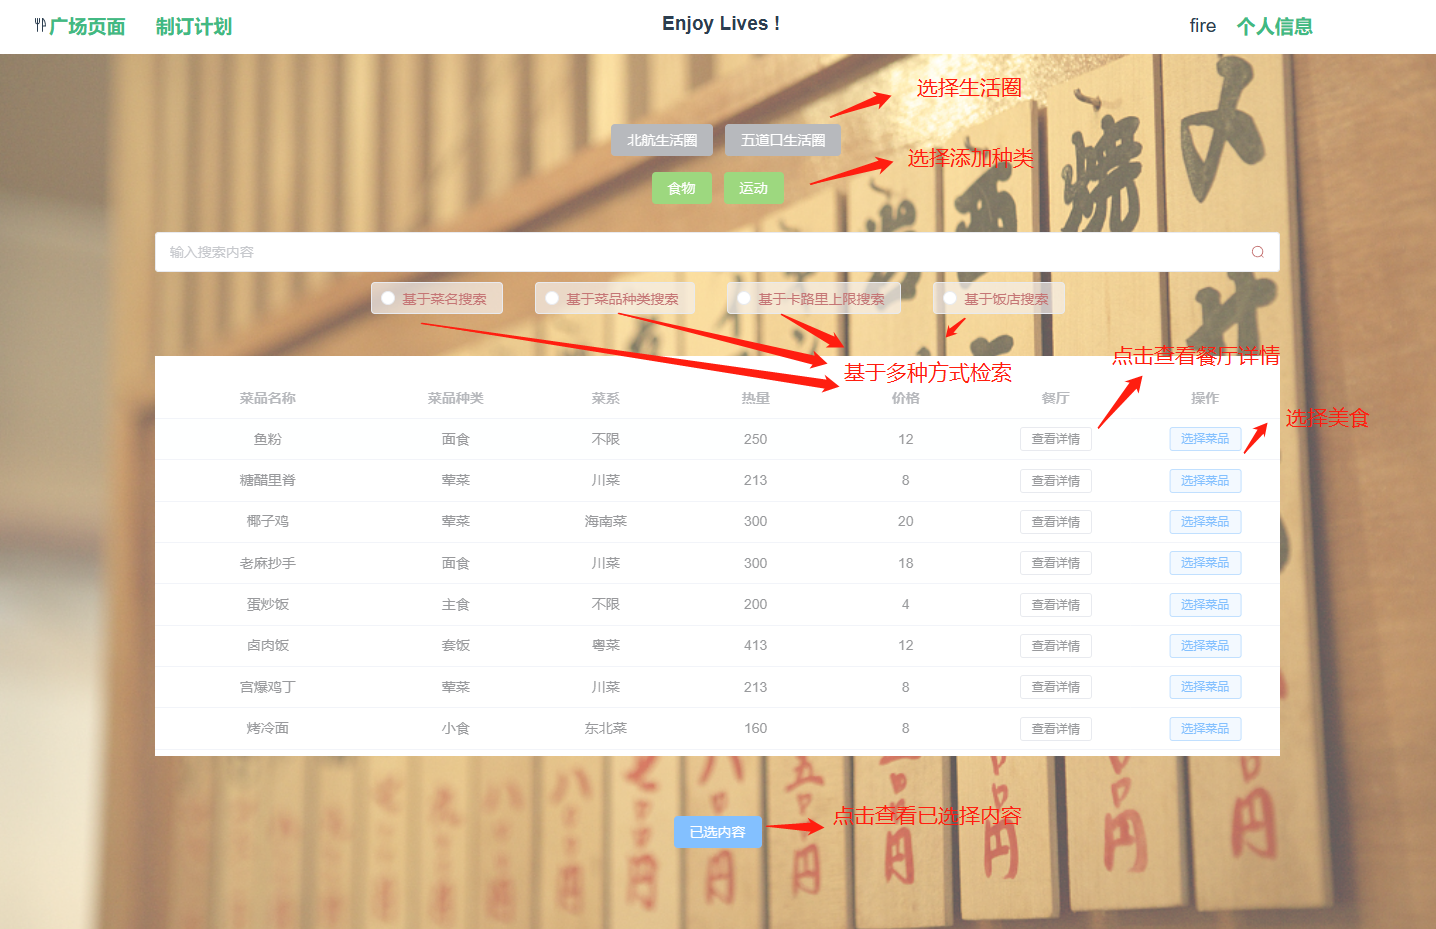 广场页面 制订计划 Enjoy Lives ! fire 个人信息
选择生活圈
北航生活圈 五道口生活圈
选择添加种类
食物 运动
输入搜索内容
基于菜名搜索 基于菜品种类搜索 基于卡路里上限搜索 基于饭店搜索
点击查看餐厅详情
基于多种方式检索
菜品名称 菜品种类 菜系 热量 价格 餐厅 操作
选择美食
鱼粉 面食 不限 250 12 查看详情 选择菜品
糖醋里脊 荤菜 川菜 213 8 查看详情 选择菜品
椰子鸡 荤菜 海南菜 300 20 查看详情 选择菜品
老麻抄手 面食 川菜 300 18 查看详情 选择菜品
蛋炒饭 主食 不限 200 4 查看详情 选择菜品
卤肉饭 套饭 粤菜 413 12 查看详情 选择菜品
宫爆鸡丁 荤菜 川菜 213 8 查看详情 选择菜品
烤冷面 小食 东北菜 160 8 查看详情 选择菜品
点击查看已选择内容
已选内容